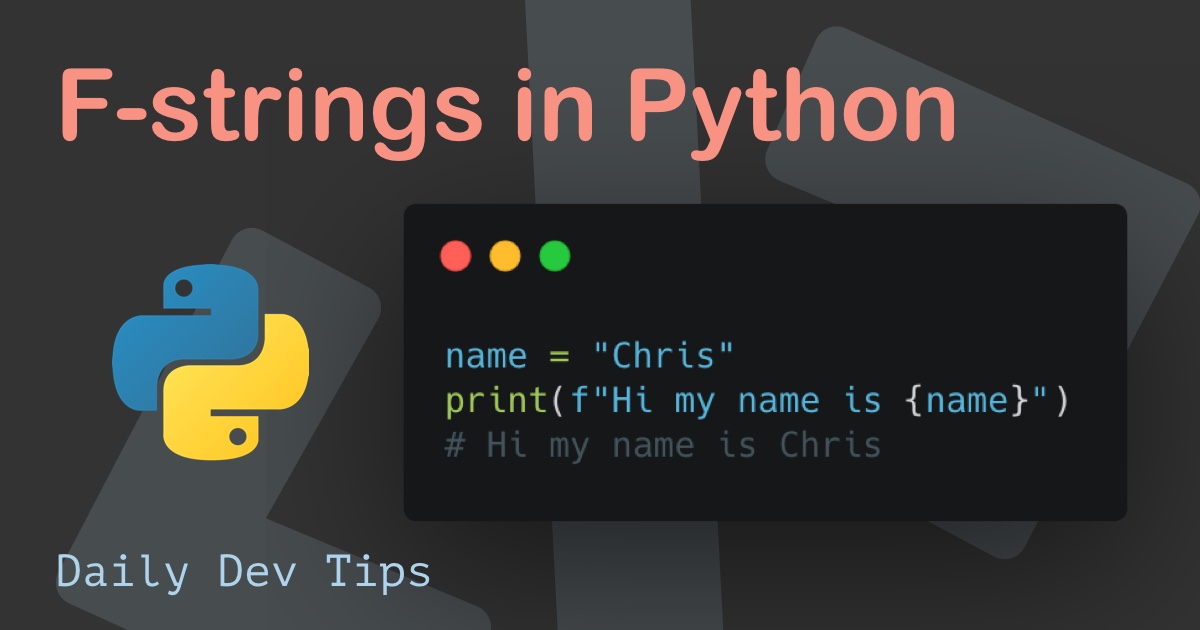 F-strings in Python
name = "Chris"
print(f"Hi my name is {name}")
# Hi my name is Chris
Daily Dev Tips